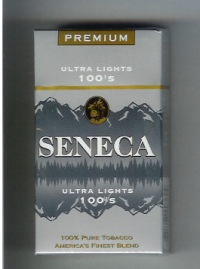 PREMIUM
ULTRA LIGHTS
100's
SENECA
ULTRA LIGHTS
100's
100% PURE TOBACCO
AMERICA'S FINEST BLEND